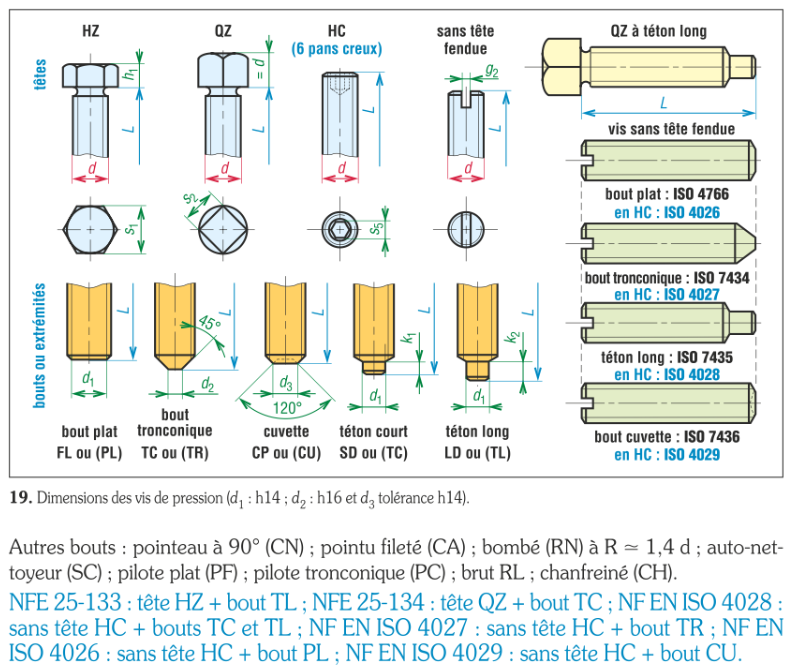 HZ
QZ
HC
(6 pans creux)
sans tête
fendue
QZ à téton long
têtes
h1
= d
g2
L
L
L
L
L
d
d
d
d
vis sans tête fendue
bout plat : ISO 4766
en HC : ISO 4026
s1
s2
s5
bout tronconique : ISO 7434
en HC : ISO 4027
bouts ou extrémités
L
45°
L
L
k1
L
k2
L
téton long : ISO 7435
en HC : ISO 4028
d1
d2
d3
120°
d1
d1
bout plat
FL ou (PL)
bout
tronconique
TC ou (TR)
cuvette
CP ou (CU)
téton court
SD ou (TC)
téton long
LD ou (TL)
bout cuvette : ISO 7436
en HC : ISO 4029
19. Dimensions des vis de pression (d1 : h14 ; d2 : h16 et d3 tolérance h14).
Autres bouts : pointeau à 90° (CN) ; pointu fileté (CA) ; bombé (RN) à R ≃ 1,4 d ; auto-net-
toyeur (SC) ; pilote plat (PF) ; pilote tronconique (PC) ; brut RL ; chanfreiné (CH).
NFE 25-133 : tête HZ + bout TL ; NFE 25-134 : tête QZ + bout TC ; NF EN ISO 4028 :
sans tête HC + bouts TC et TL ; NF EN ISO 4027 : sans tête HC + bout TR ; NF EN
ISO 4026 : sans tête HC + bout PL ; NF EN ISO 4029 : sans tête HC + bout CU.